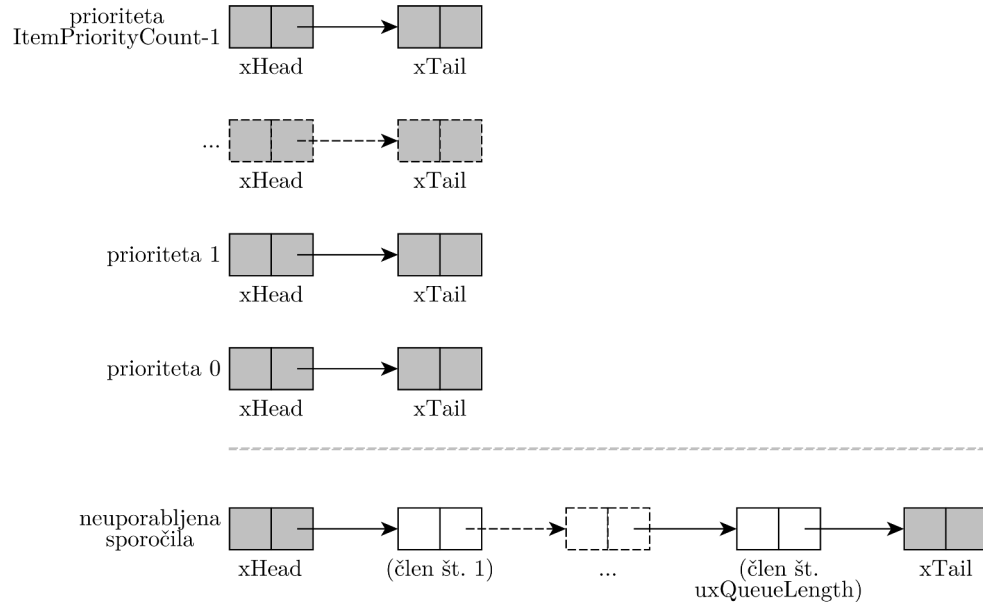 prioriteta
ItemPriorityCount-1
xHead
xTail
...
xHead
xTail
prioriteta 1
xHead
xTail
prioriteta 0
xHead
xTail
neuporabljena
sporočila
xHead
(člen št. 1)
...
(člen št.
uxQueueLength)
xTail